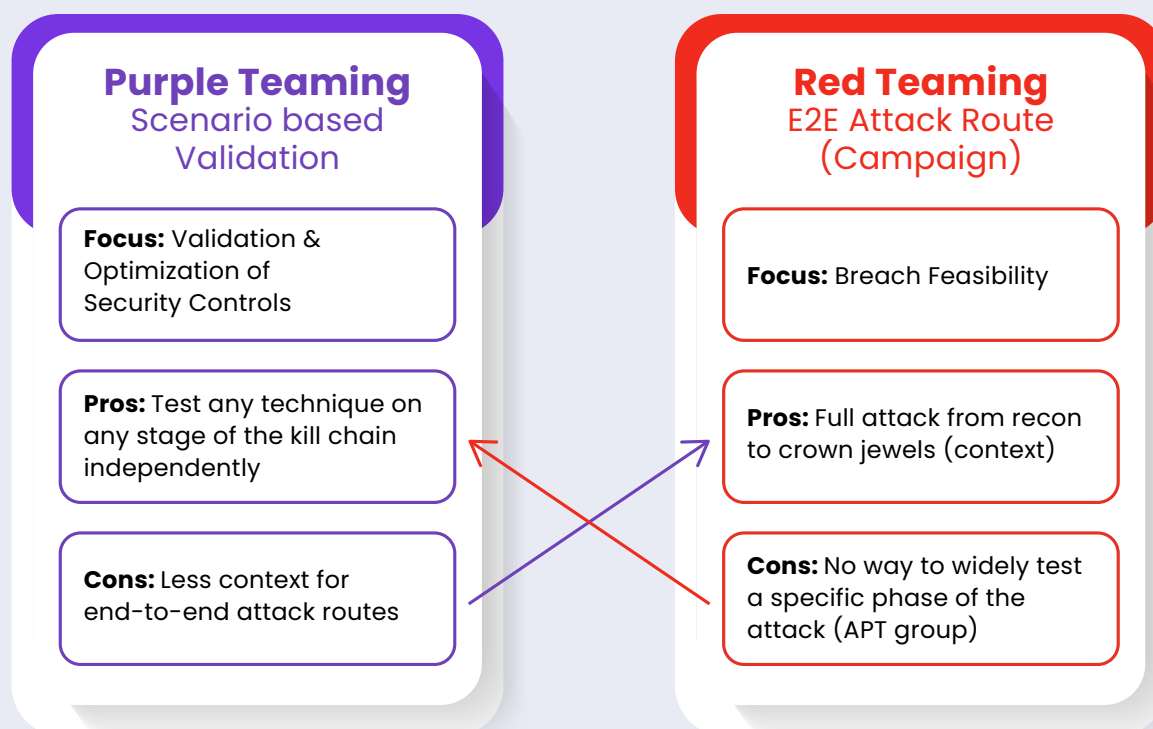 Purple Teaming
Scenario based
Validation
Focus: Validation &
Optimization of
Security Controls
Pros: Test any technique on
any stage of the kill chain
independently
Cons: Less context for
end-to-end attack routes
Red Teaming
E2E Attack Route
(Campaign)
Focus: Breach Feasibility
Pros: Full attack from recon
to crown jewels (context)
Cons: No way to widely test
a specific phase of the
attack (APT group)